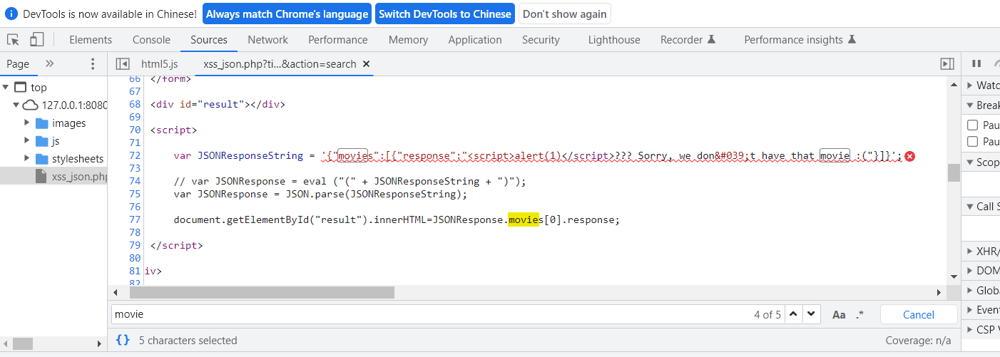 DevTools is now available in Chinese! Always match Chrome's language Switch DevTools to Chinese Don't show again
Elements Console Sources Network Performance Memory Application Security Lighthouse Recorder Performance insights
Page » html5.js xss_json.php?ti...&action=search ×
top
127.0.0.1:8080
images
js
stylesheets
xss_json.php
66 </form>
67
68 <div id="result"></div>
69
70 <script>
71
72 var JSONResponseString = '{"movies":[{"response":"<script>alert(1)</script>??? Sorry, we don&#039;t have that movie :("}]}';
73
74 // var JSONResponse = eval ("(" + JSONResponseString + ")");
75 var JSONResponse = JSON.parse(JSONResponseString);
76
77 document.getElementById("result").innerHTML=JSONResponse.movies[0].response;
78
79 </script>
80
81 iv>
82
Watc
Break
Pau
Pau
Scop
Call S
XHR/
DOM
Globa
Event
CSP V
movie 4 of 5 Aa .* Cancel
{} 5 characters selected Coverage: n/a